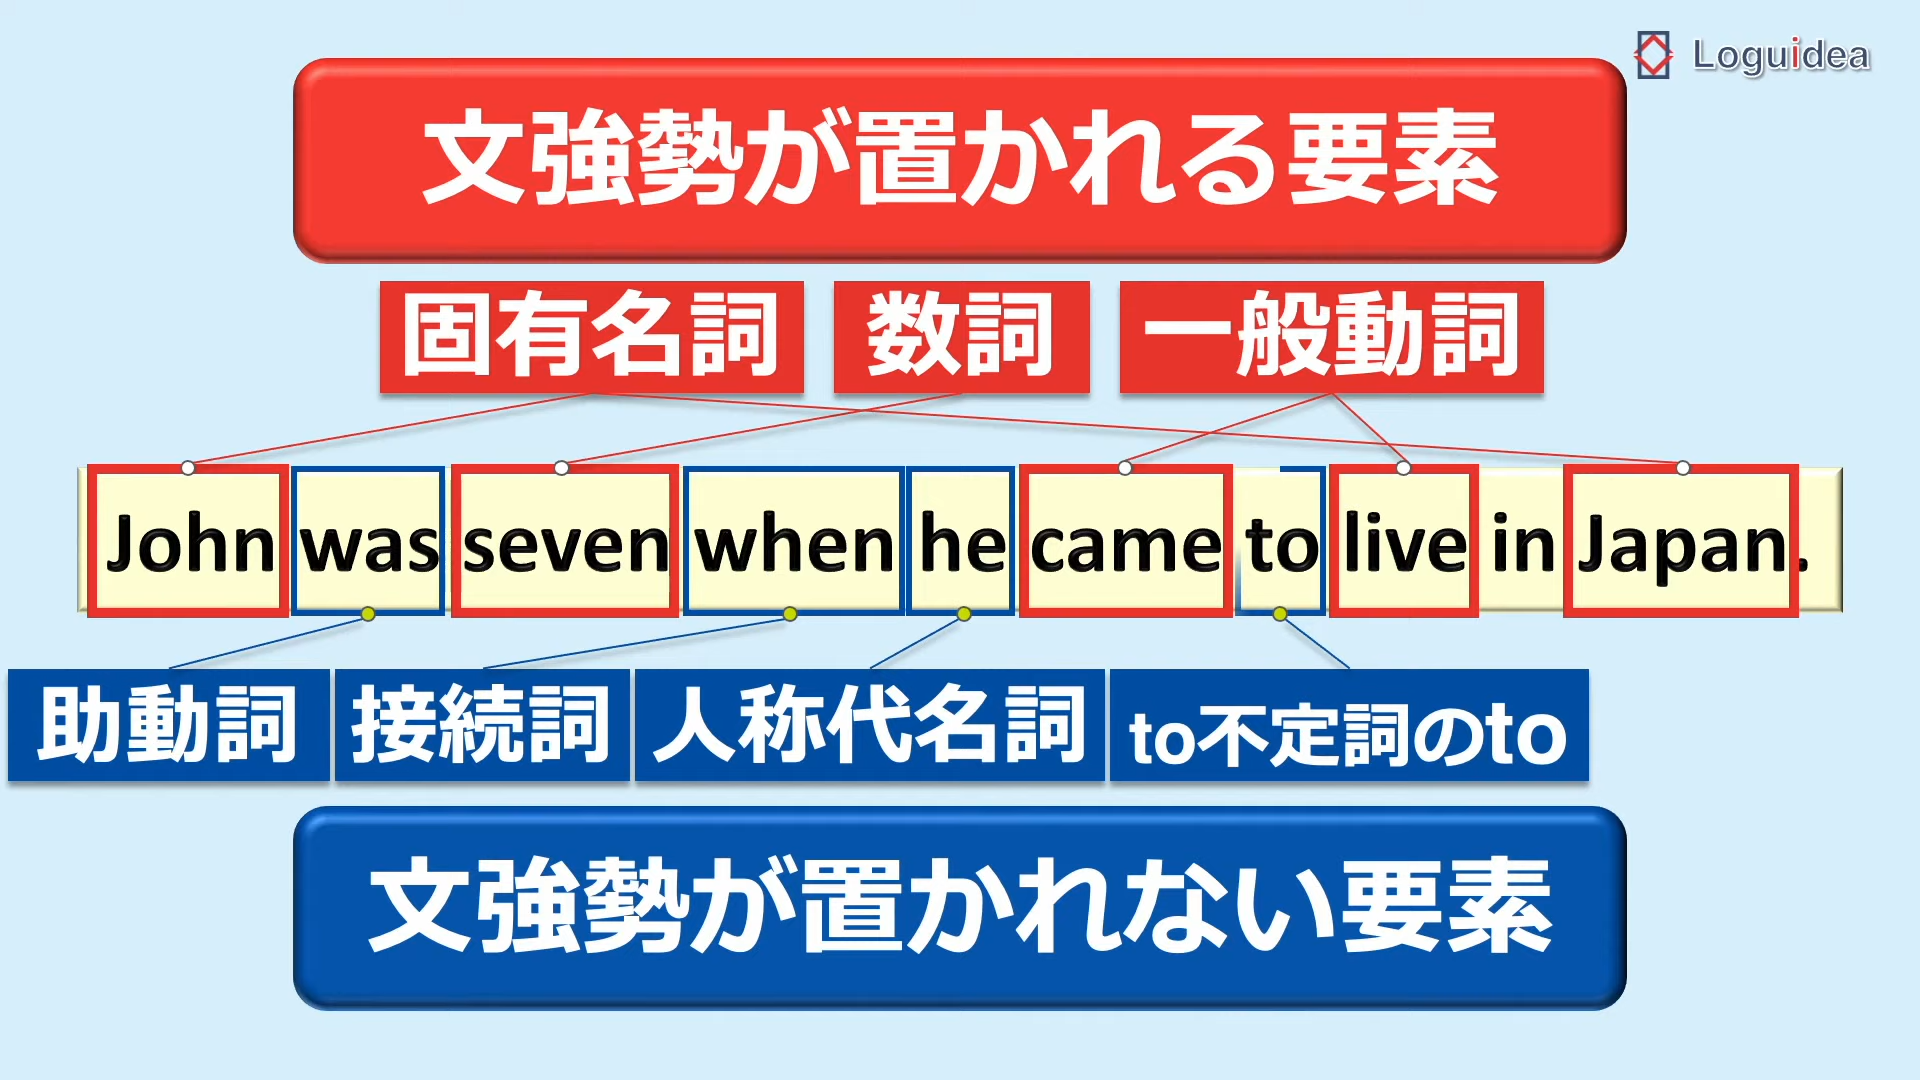 Loguidea
文強勢が置かれる要素
固有名詞 数詞 一般動詞
John was seven when he came to live in Japan.
助動詞 接続詞 人称代名詞 to不定詞のto
文強勢が置かれない要素